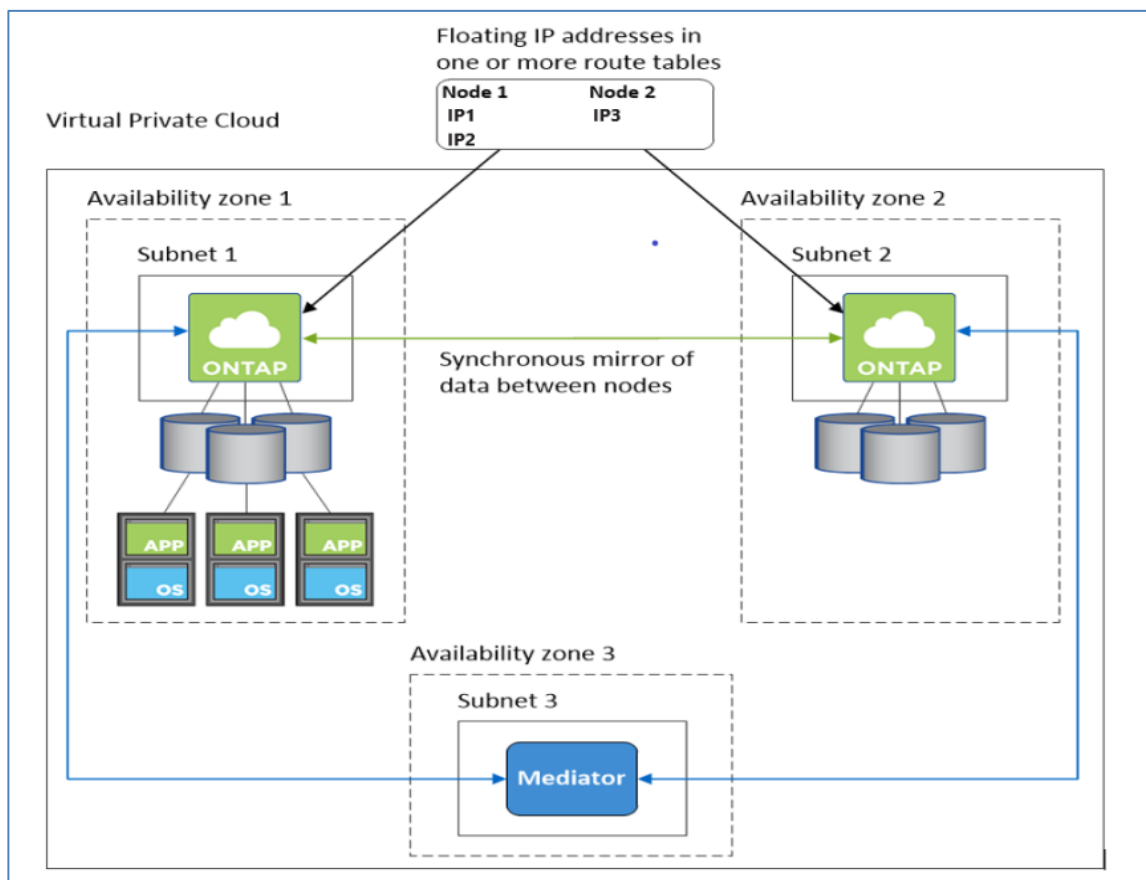 Floating IP addresses in
one or more route tables
Node 1 Node 2
IP1 IP3
IP2
Virtual Private Cloud
Availability zone 1
Availability zone 2
Subnet 1
Subnet 2
ONTAP
ONTAP
Synchronous mirror of
data between nodes
APP APP APP
OS OS OS
Availability zone 3
Subnet 3
Mediator